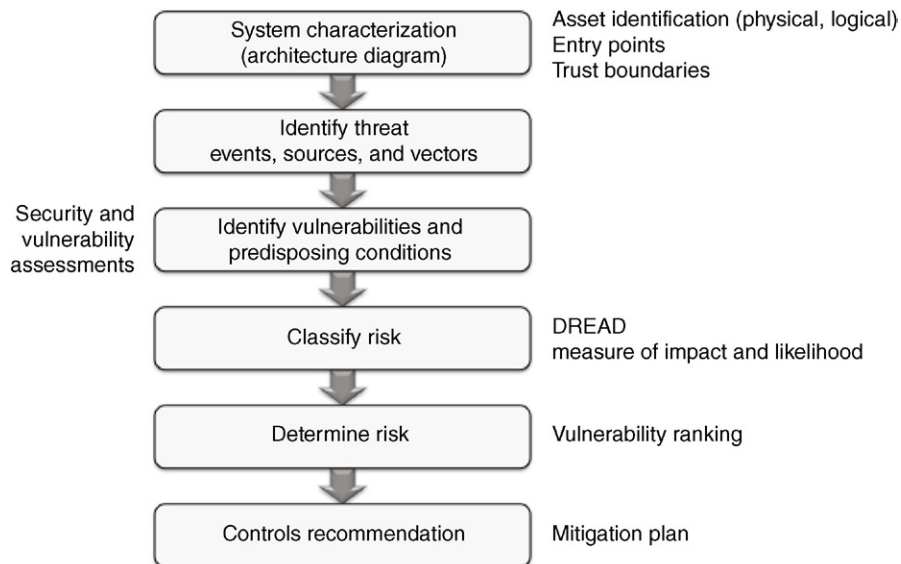 System characterization
(architecture diagram)
Asset identification (physical, logical)
Entry points
Trust boundaries
Identify threat
events, sources, and vectors
Security and
vulnerability
assessments
Identify vulnerabilities and
predisposing conditions
Classify risk
DREAD
measure of impact and likelihood
Determine risk
Vulnerability ranking
Controls recommendation
Mitigation plan